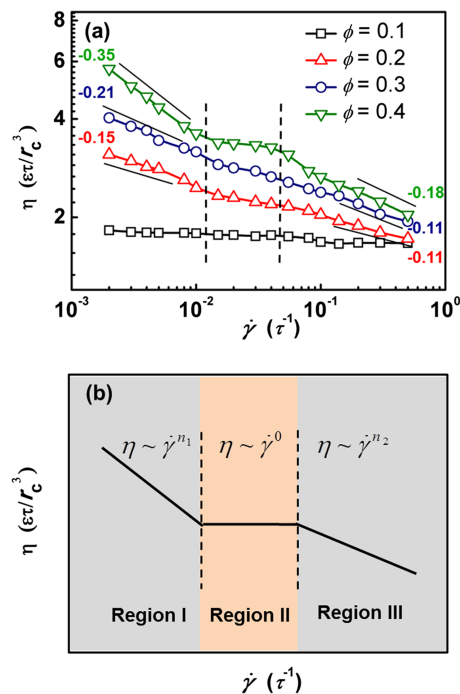 (a)
8
6
4
2
η (ετ/r_c^3)
-0.35
-0.21
-0.15
ϕ = 0.1
ϕ = 0.2
ϕ = 0.3
ϕ = 0.4
-0.18
-0.11
-0.11
10^-3 10^-2 10^-1 10^0
γ̇ (τ^-1)
(b)
η ~ γ̇^n₁ η ~ γ̇^0 η ~ γ̇^n₂
η (ετ/r_c^3)
Region I Region II Region III
γ̇ (τ^-1)